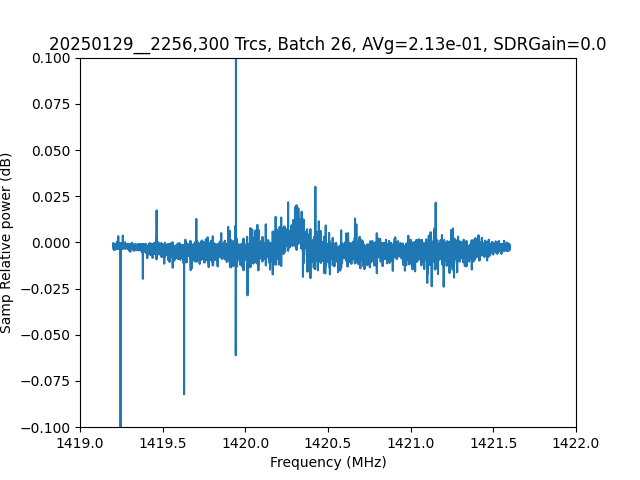 20250129__2256,300 Trcs, Batch 26, AVg=2.13e-01, SDRGain=0.0
0.100
0.075
0.050
0.025
0.000
−0.025
−0.050
−0.075
−0.100
Samp Relative power (dB)
1419.0 1419.5 1420.0 1420.5 1421.0 1421.5 1422.0
Frequency (MHz)